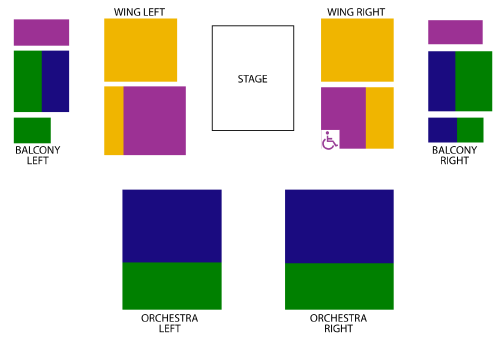 WING LEFT
WING RIGHT
STAGE
BALCONY
LEFT
BALCONY
RIGHT
ORCHESTRA
LEFT
ORCHESTRA
RIGHT